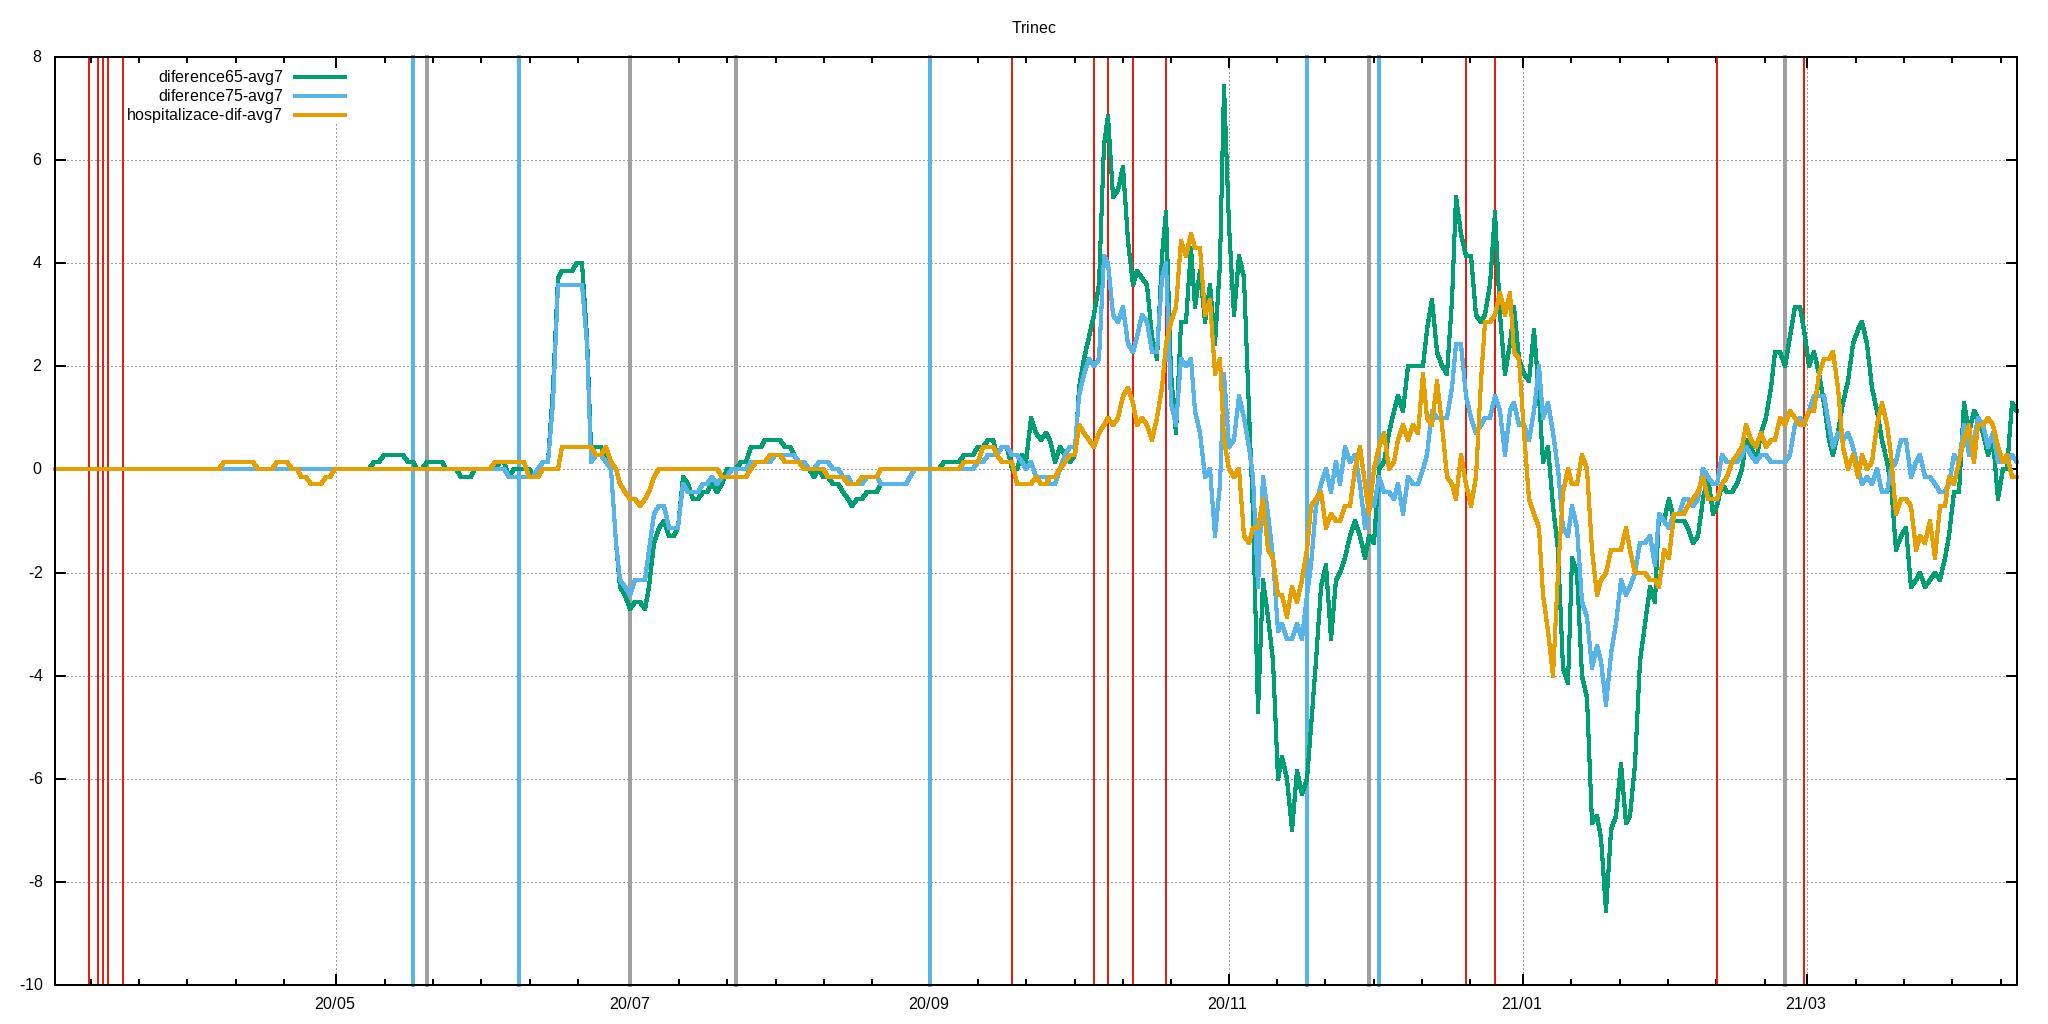 Trinec
diference65-avg7
diference75-avg7
hospitalizace-dif-avg7
8
6
4
2
0
-2
-4
-6
-8
-10
20/05 20/07 20/09 20/11 21/01 21/03